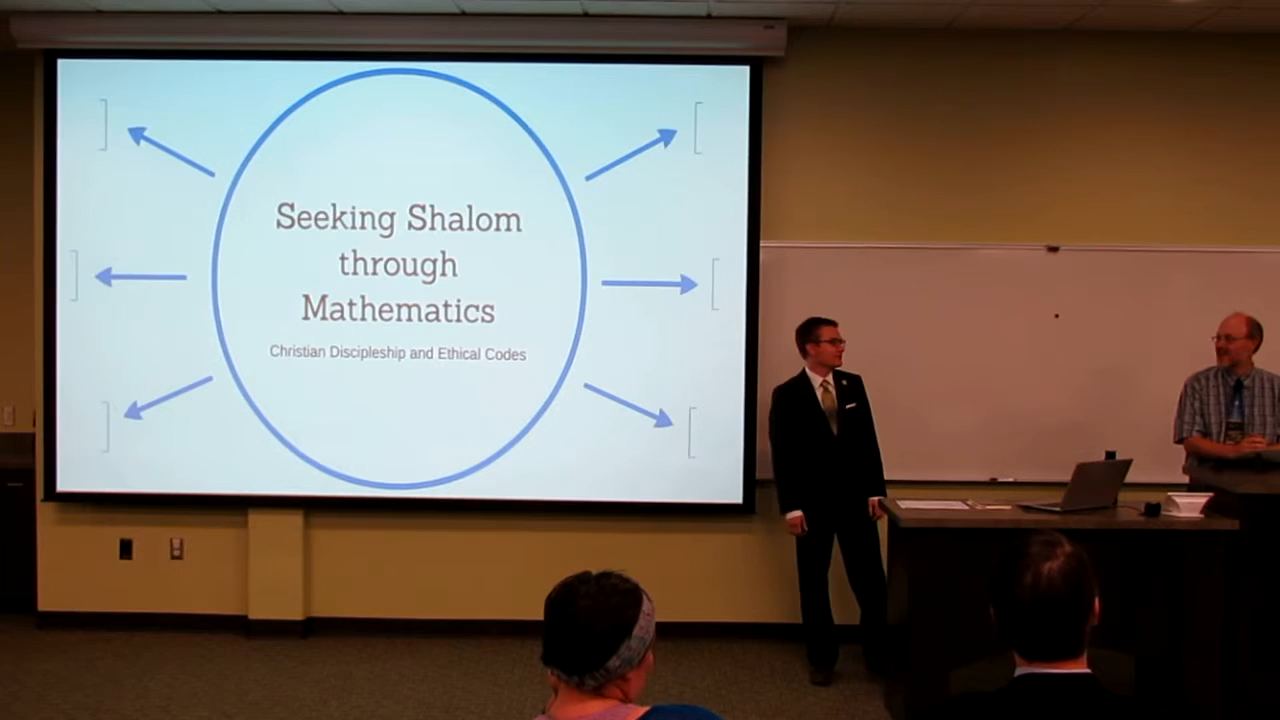 Seeking Shalom
through
Mathematics
Christian Discipleship and Ethical Codes